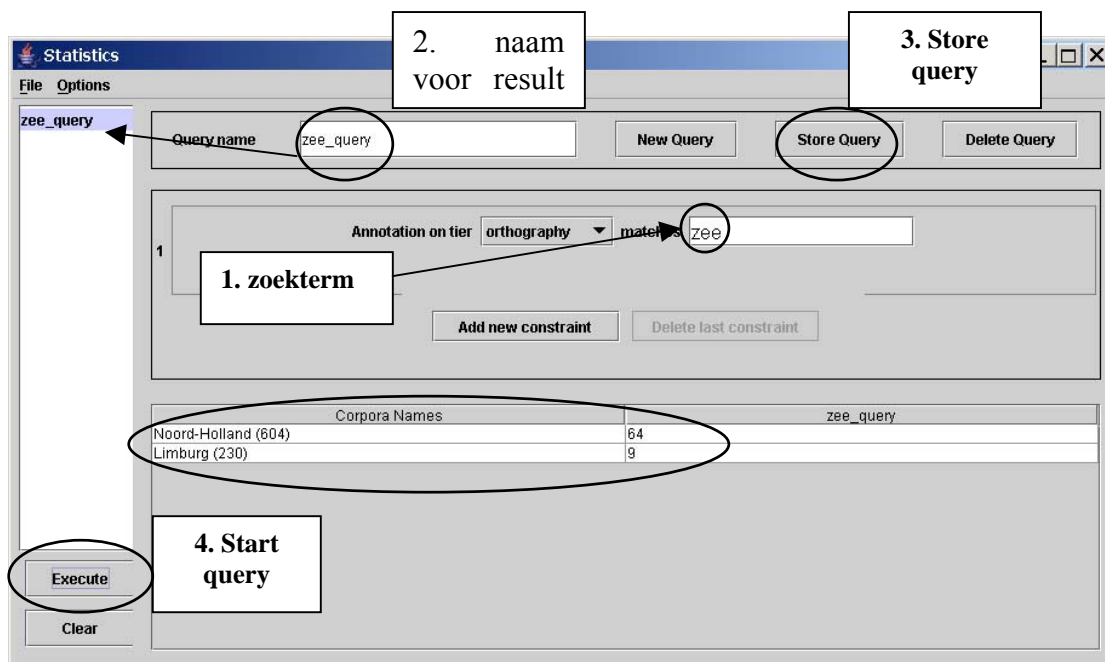 2. naam
voor result
3. Store
query
Statistics
File Options
zee_query
Query name zee_query New Query Store Query Delete Query
1
Annotation on tier orthography matches zee
1. zoekterm
Add new constraint Delete last constraint
Corpora Names zee_query
Noord-Holland (604) 64
Limburg (230) 9
4. Start
query
Execute
Clear